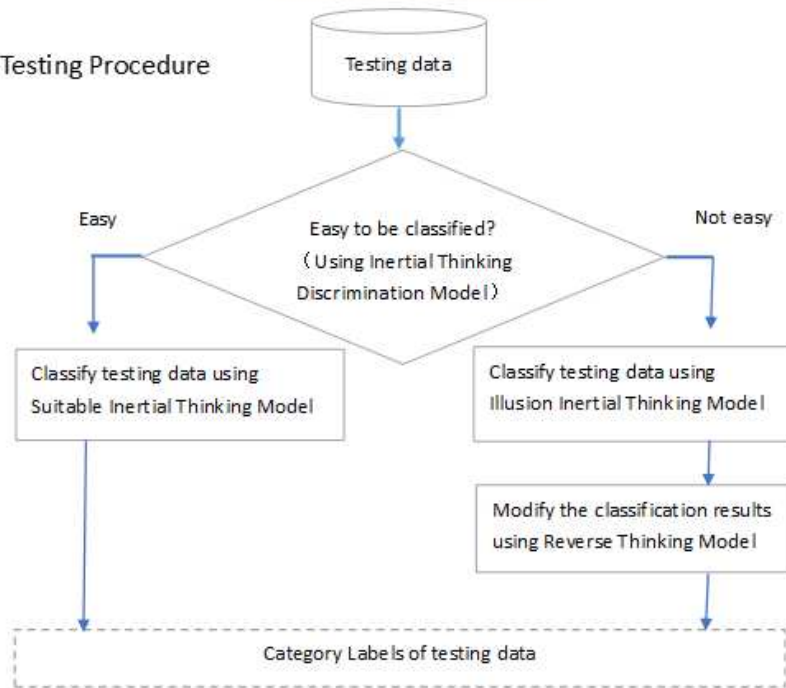 Testing Procedure
Testing data
Easy
Not easy
Easy to be classified?
（Using Inertial Thinking
Discrimination Model）
Classify testing data using
Suitable Inertial Thinking Model
Classify testing data using
Illusion Inertial Thinking Model
Modify the classification results
using Reverse Thinking Model
Category Labels of testing data